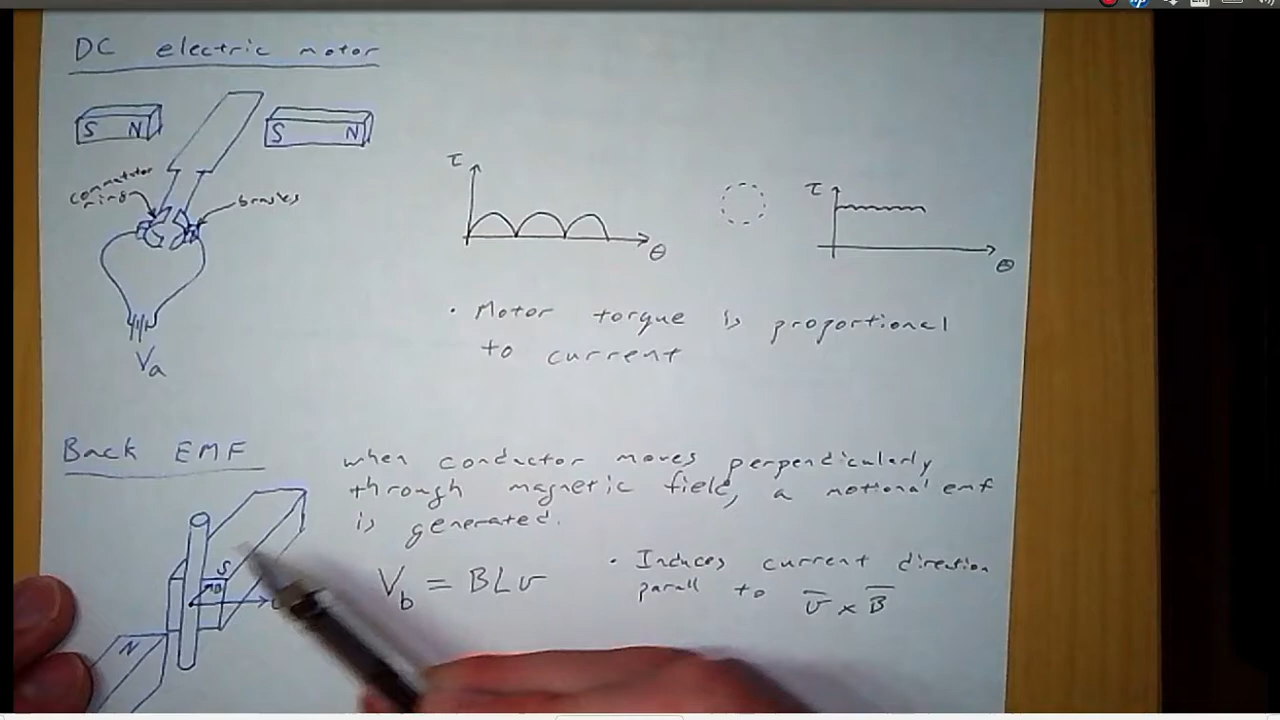 DC electric motor
S N
S N
commutator
ring
brushes
Va
τ
θ
τ
θ
· Motor torque is proportional
to current
Back EMF
when conductor moves perpendicularly
through magnetic field, a motional emf
is generated.
Vb = BLv
· Induces current direction
parall to v̄ x B̄
S
B
N